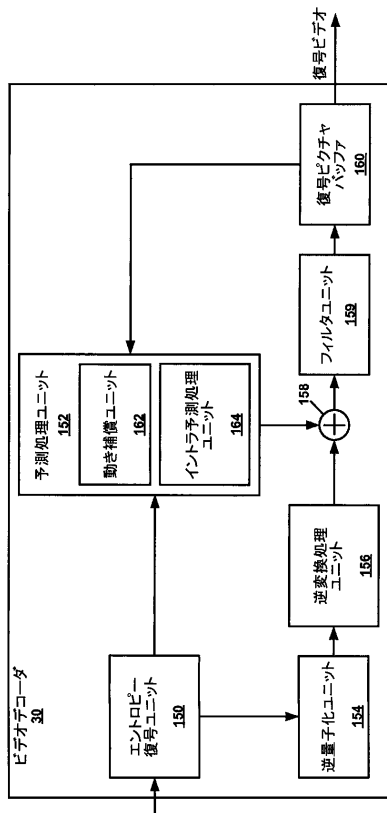 ビデオデコーダ
30
エントロピー
復号ユニット
150
予測処理ユニット
152
動き補償ユニット
162
イントラ予測処理
ユニット
164
逆量子化ユニット
154
逆変換処理
ユニット
156
158
フィルタユニット
159
復号ピクチャ
バッファ
160
復号ビデオ